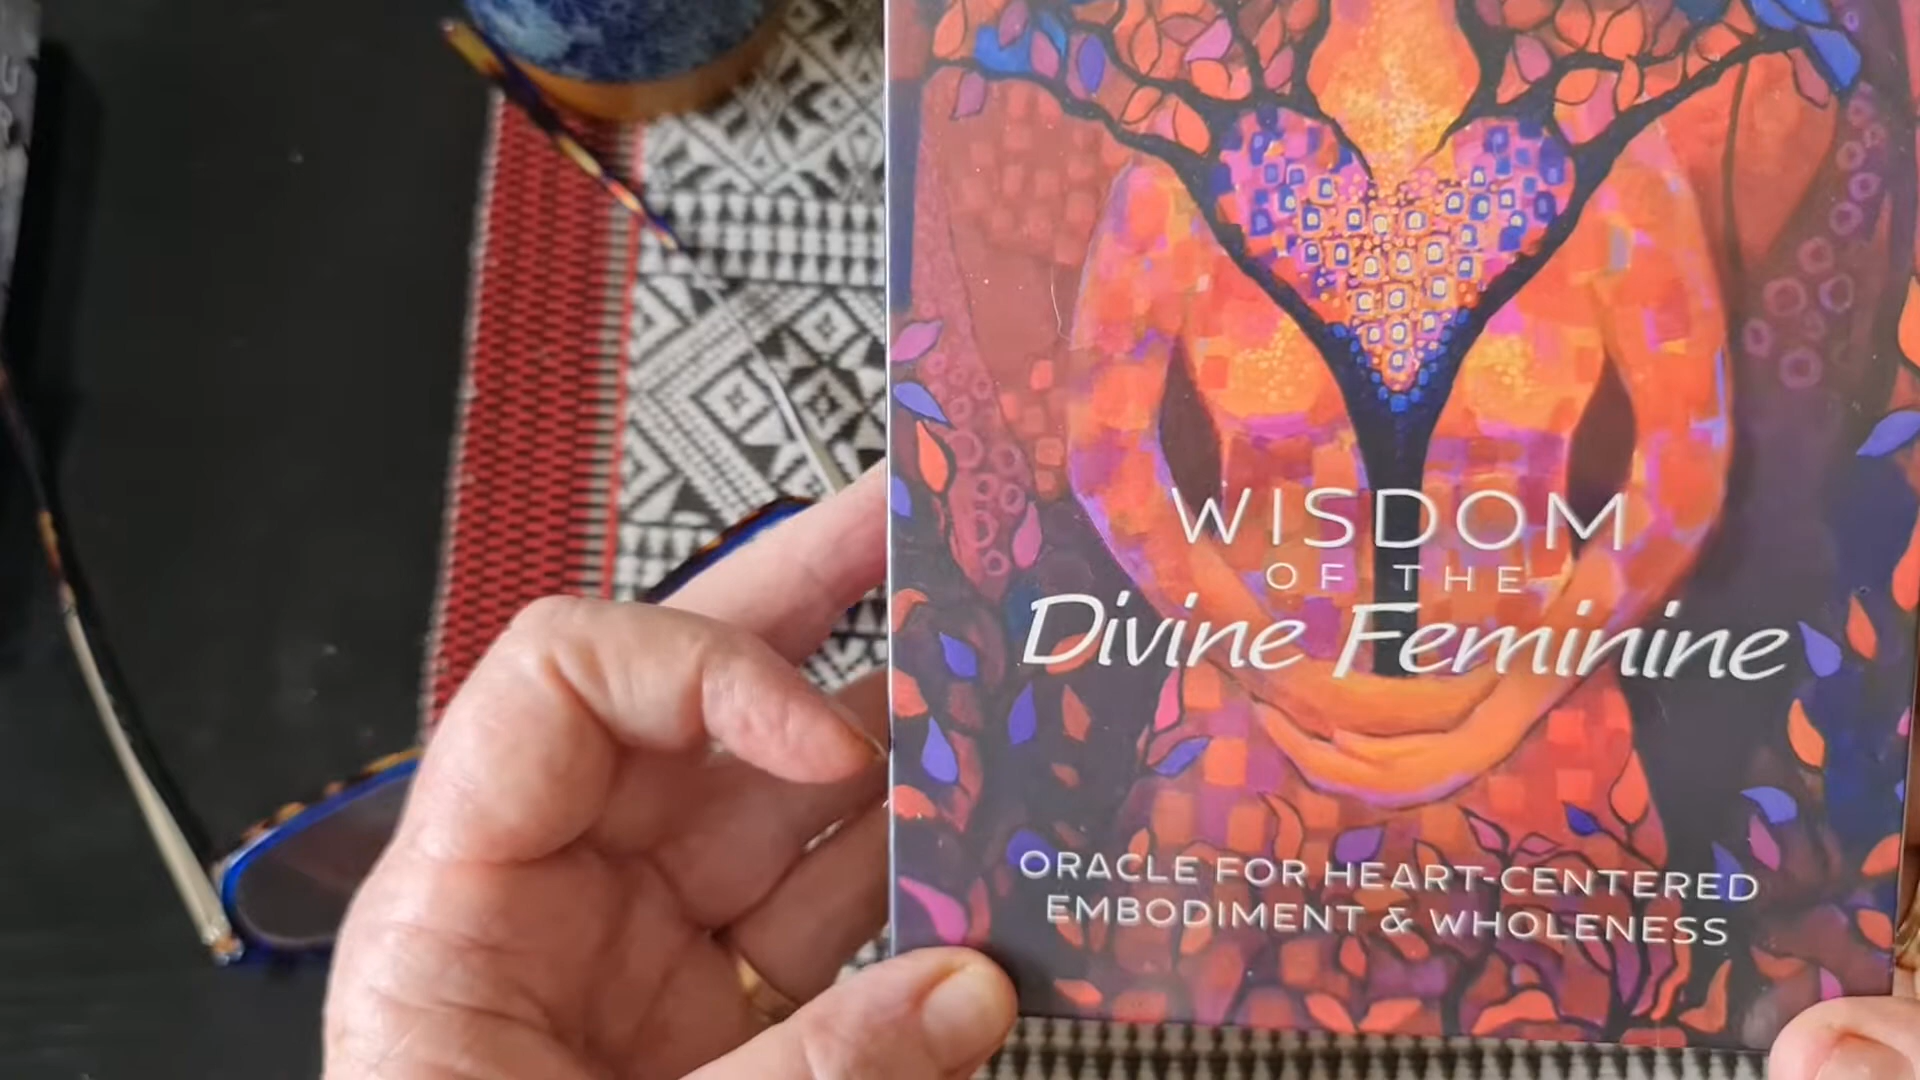 WISDOM
OF THE
Divine Feminine
ORACLE FOR HEART-CENTERED
EMBODIMENT & WHOLENESS